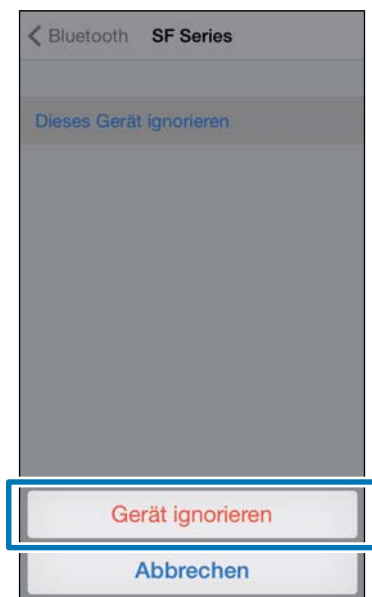 Bluetooth SF Series
Dieses Gerät ignorieren
Gerät ignorieren
Abbrechen